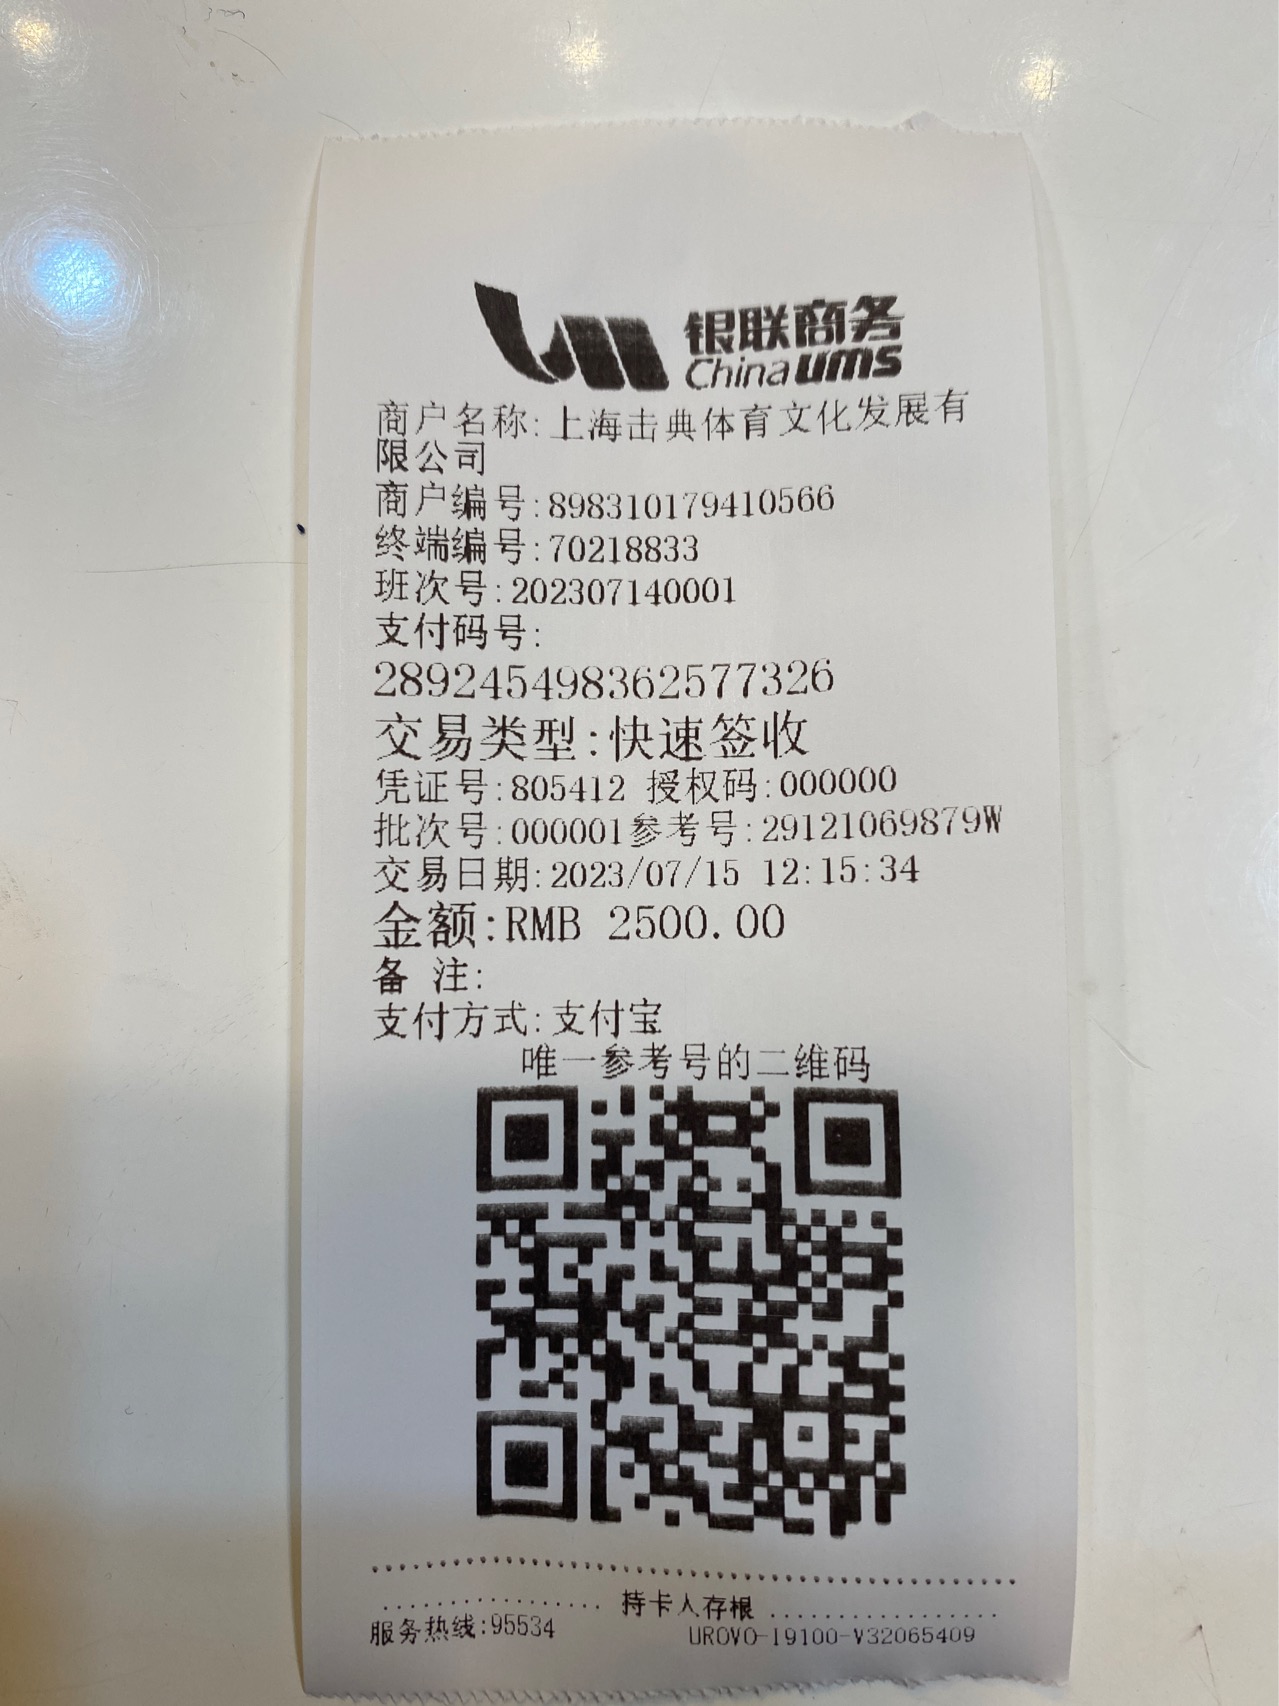 银联商务
China ums
商户名称:上海击典体育文化发展有
限公司
商户编号:898310179410566
终端编号:70218833
班次号:202307140001
支付码号:
289245498362577326
交易类型:快速签收
凭证号:805412 授权码:000000
批次号:000001参考号:29121069879W
交易日期:2023/07/15 12:15:34
金额:RMB 2500.00
备 注:
支付方式:支付宝
唯一参考号的二维码
持卡人存根
服务热线:95534 UROVO-I9100-V32065409